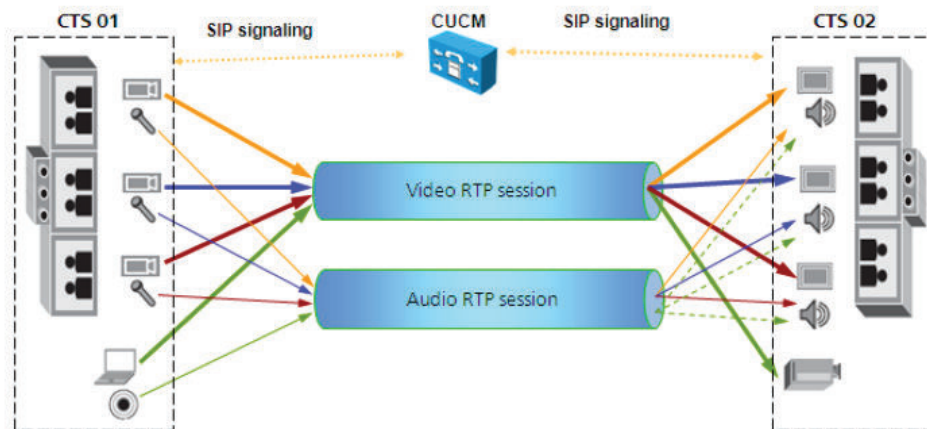 CTS 01
SIP signaling
CUCM
SIP signaling
CTS 02
Video RTP session
Audio RTP session